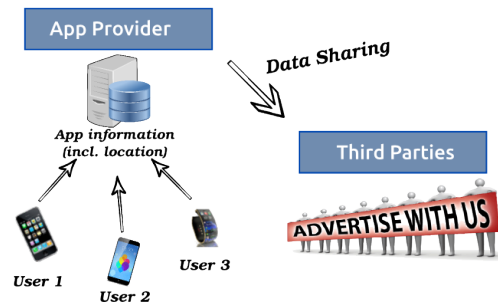 App Provider
Data Sharing
App information
(incl. location)
Third Parties
ADVERTISE WITH US
User 1
User 2
User 3